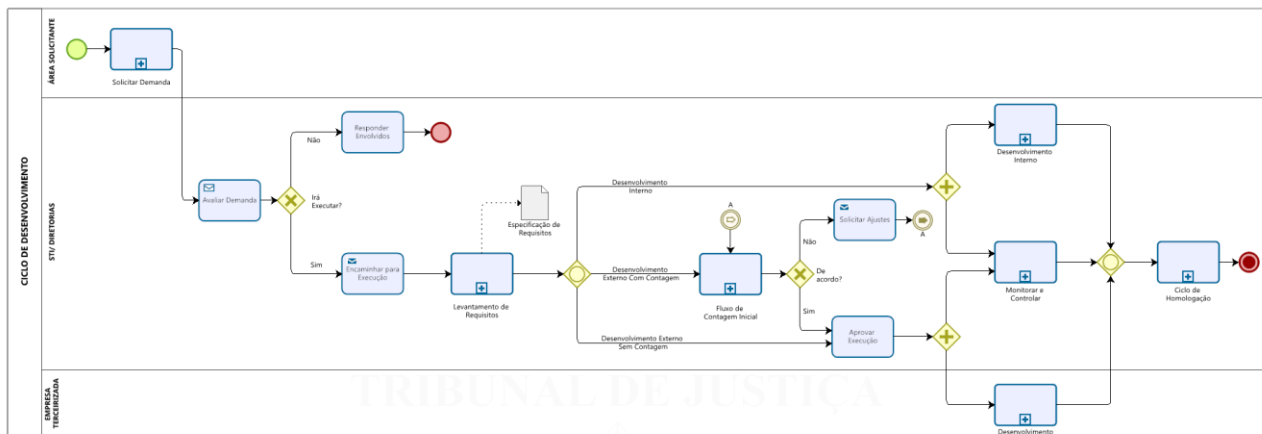 CICLO DE DESENVOLVIMENTO
ÁREA SOLICITANTE
Solicitar Demanda
STI/ DIRETORIAS
Avaliar Demanda
Irá
Executar?
Não
Responder
Envolvidos
Sim
Encaminhar para
Execução
Levantamento de
Requisitos
Especificação de
Requisitos
Desenvolvimento
Interno
Desenvolvimento
Externo Com Contagem
Desenvolvimento Externo
Sem Contagem
A
Fluxo de
Contagem Inicial
De
acordo?
Não
Solicitar Ajustes
A
Sim
Aprovar
Execução
Desenvolvimento
Interno
Monitorar e
Controlar
Ciclo de
Homologação
EMPRESA
TERCEIRIZADA
Desenvolvimento
TRIBUNAL DE JUSTIÇA